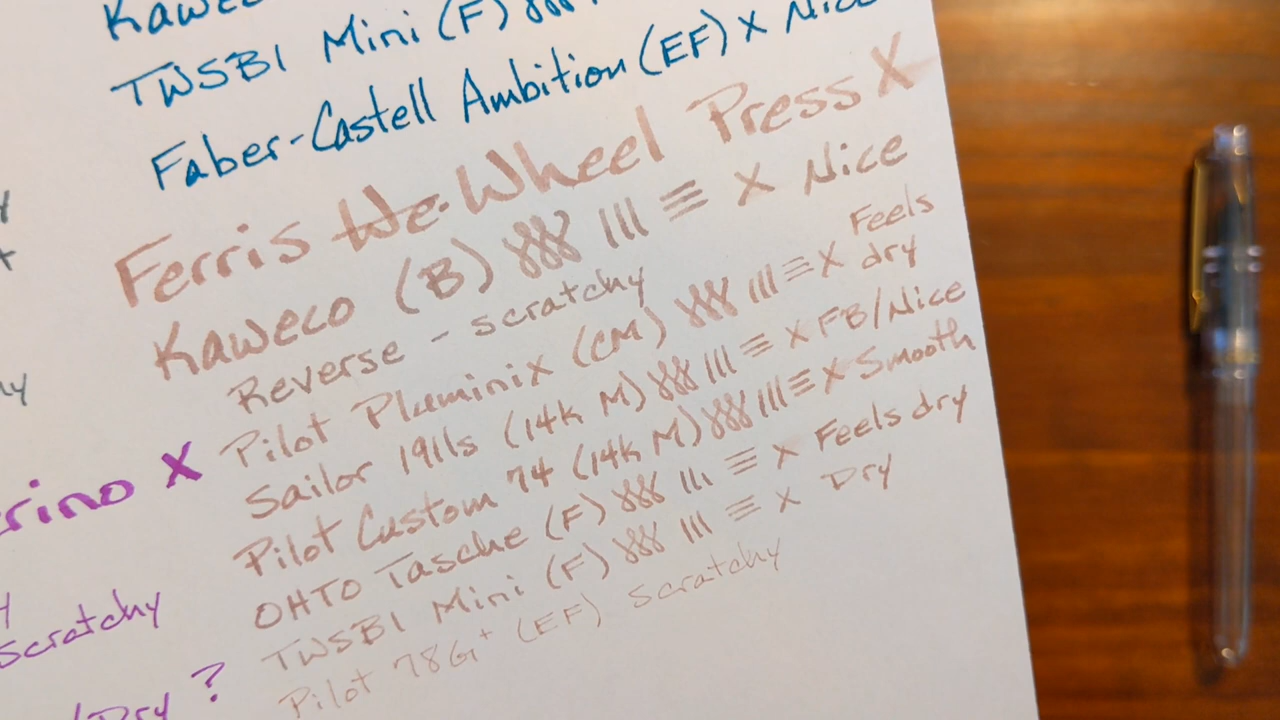 Kaweco
TWSBI Mini (F)
Faber-Castell Ambition (EF) X Nice
Ferris We Wheel Press X
Kaweco (B) ||| ≡ X Nice
Reverse - scratchy
Pilot Pluminix (CM) ||| ≡ X Feels dry
Sailor 1911s (14k M) ||| ≡ X FB/Nice
Pilot Custom 74 (14k M) ||| ≡ X Smooth
OHTO Tasche (F) ||| ≡ X Feels dry
TWSBI Mini (F) ||| ≡ X Dry
Pilot 78G+ (EF) scratchy
rino X
scratchy
Dry ?